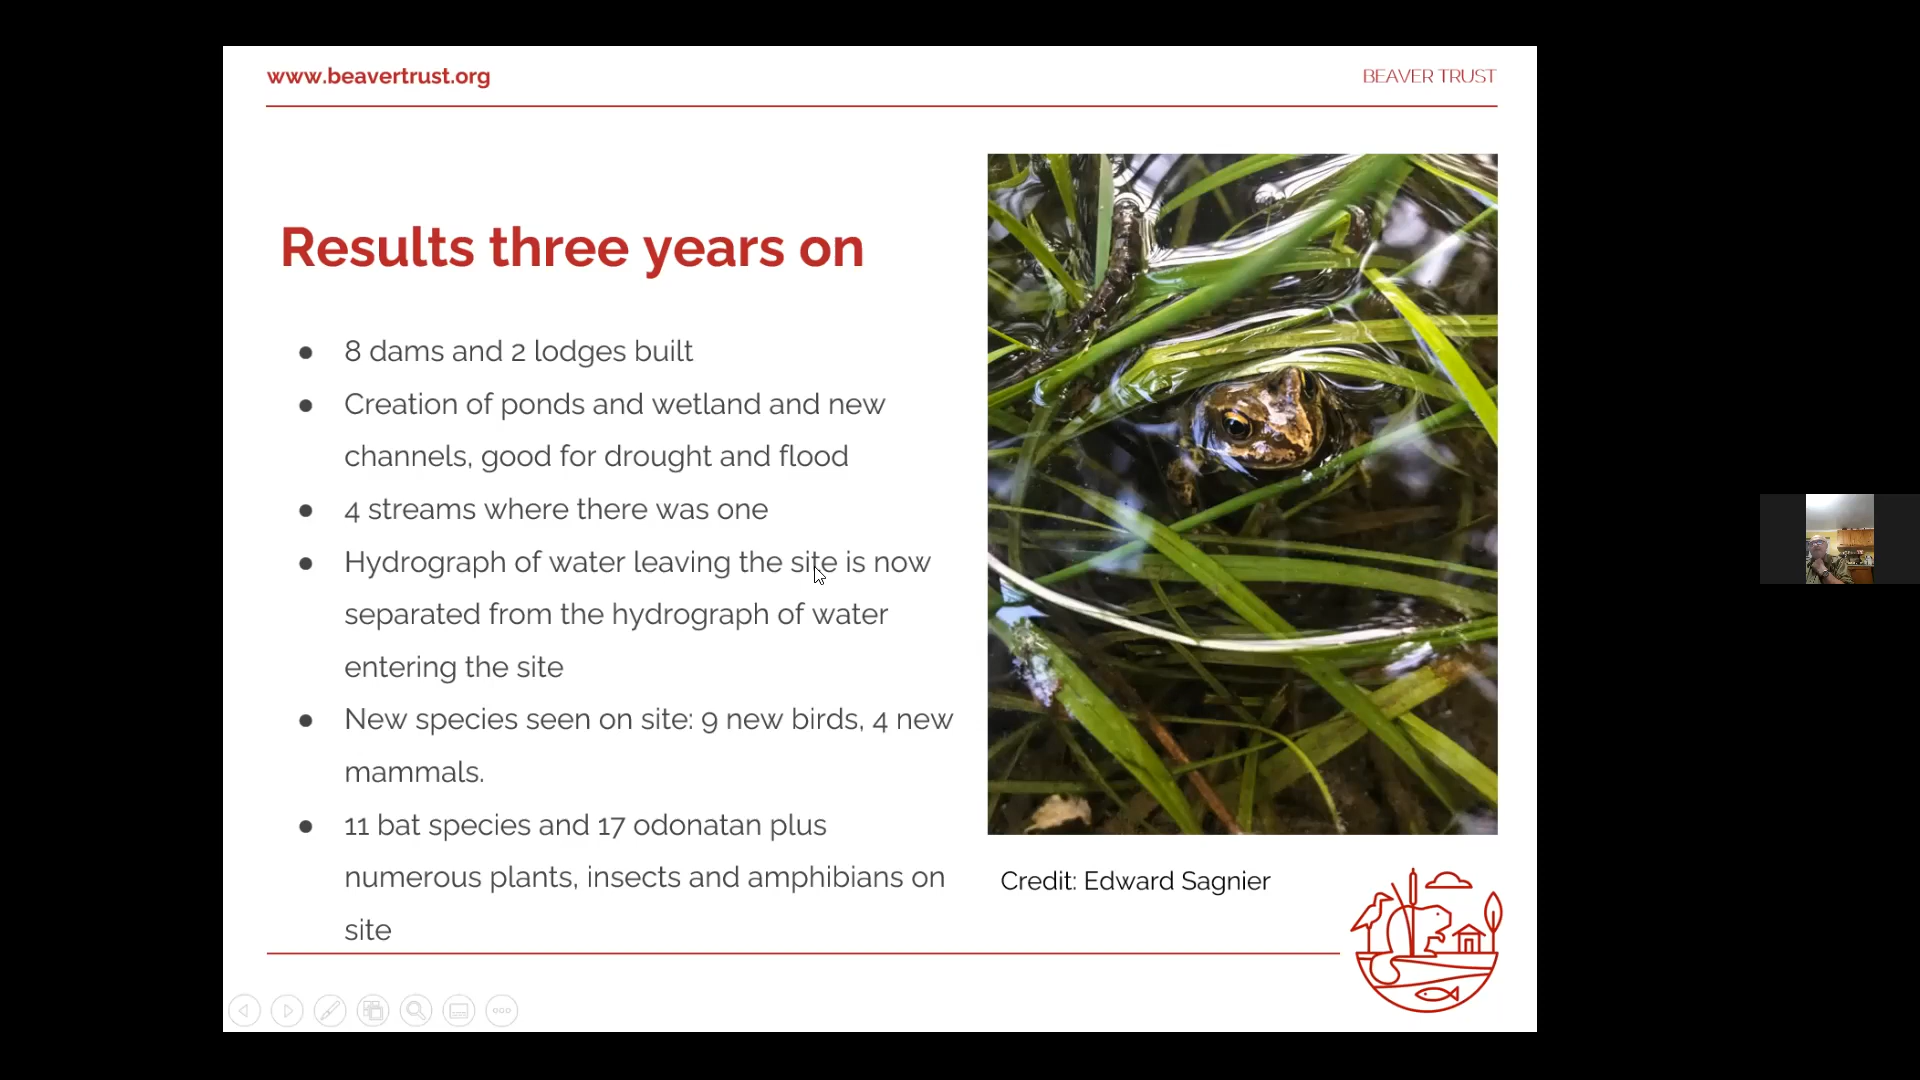 www.beavertrust.org
BEAVER TRUST
Results three years on
● 8 dams and 2 lodges built
● Creation of ponds and wetland and new
channels, good for drought and flood
● 4 streams where there was one
● Hydrograph of water leaving the site is now
separated from the hydrograph of water
entering the site
● New species seen on site: 9 new birds, 4 new
mammals.
● 11 bat species and 17 odonatan plus
numerous plants, insects and amphibians on
site
Credit: Edward Sagnier